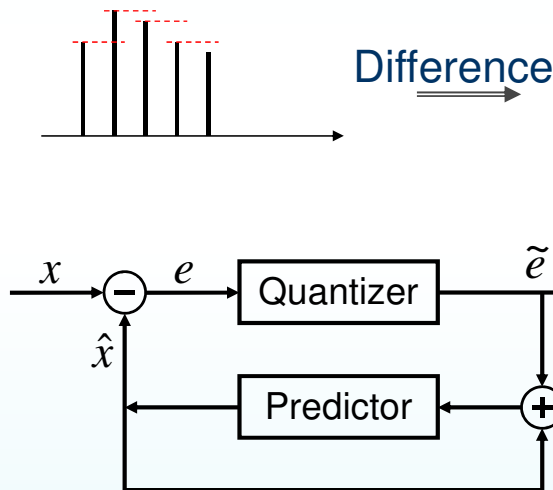 Difference
x
−
e
Quantizer
ẽ
x̂
Predictor
+